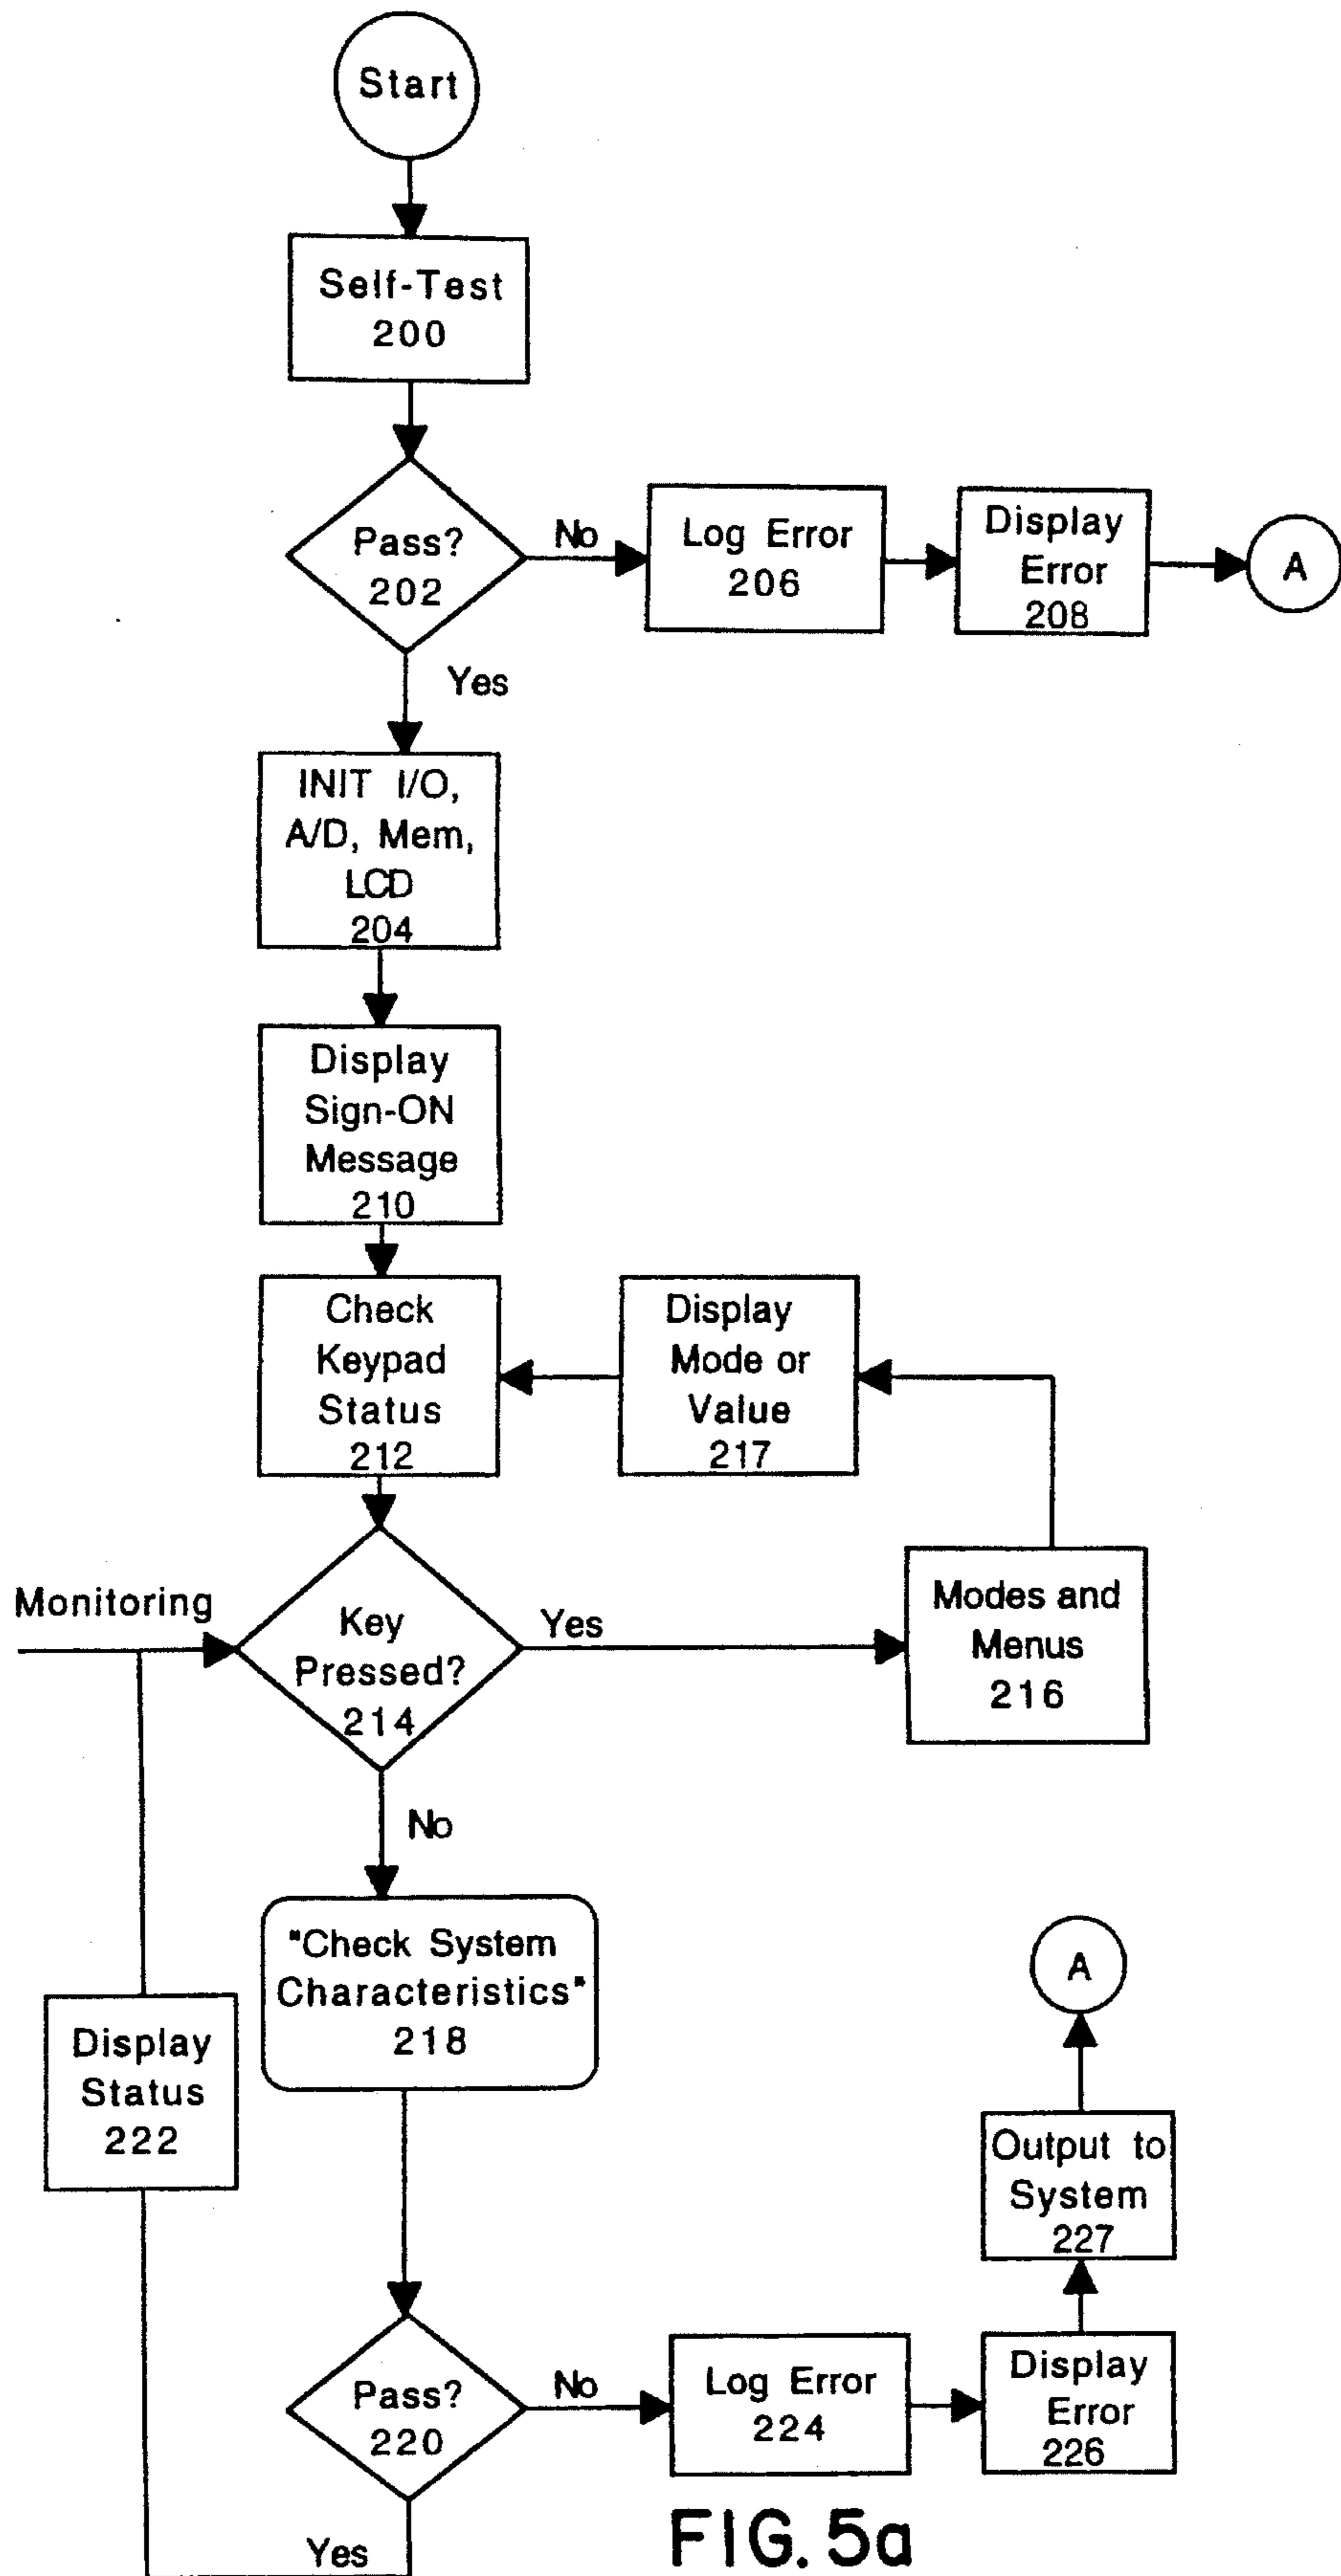 Start
Self-Test
200
Pass?
202
No
Log Error
206
Display
Error
208
A
Yes
INIT I/O,
A/D, Mem,
LCD
204
Display
Sign-ON
Message
210
Check
Keypad
Status
212
Display
Mode or
Value
217
Monitoring
Key
Pressed?
214
Yes
Modes and
Menus
216
No
"Check System
Characteristics"
218
A
Display
Status
222
Output to
System
227
Pass?
220
No
Log Error
224
Display
Error
226
Yes
FIG. 5a